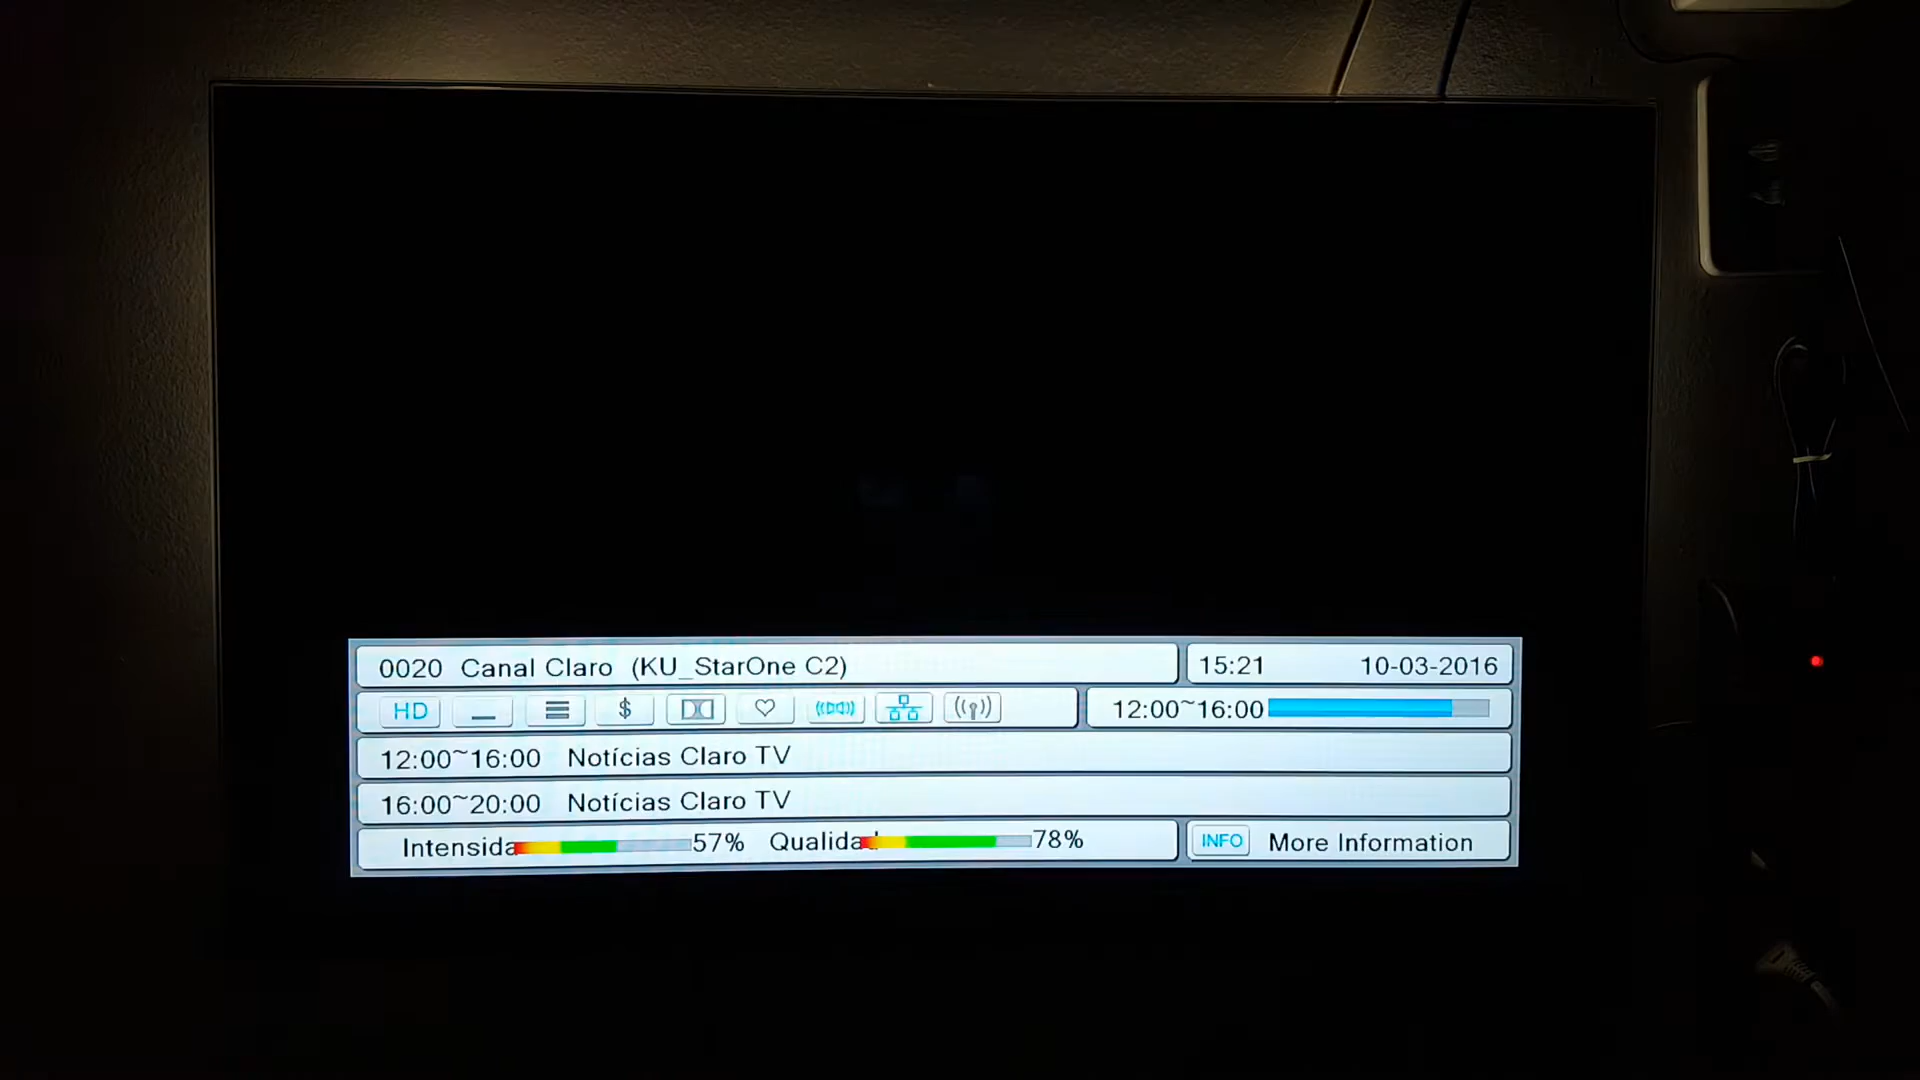 0020 Canal Claro (KU_StarOne C2)
15:21 10-03-2016
HD $
12:00~16:00
12:00~16:00 Notícias Claro TV
16:00~20:00 Notícias Claro TV
Intensida 57% Qualidad 78%
INFO More Information